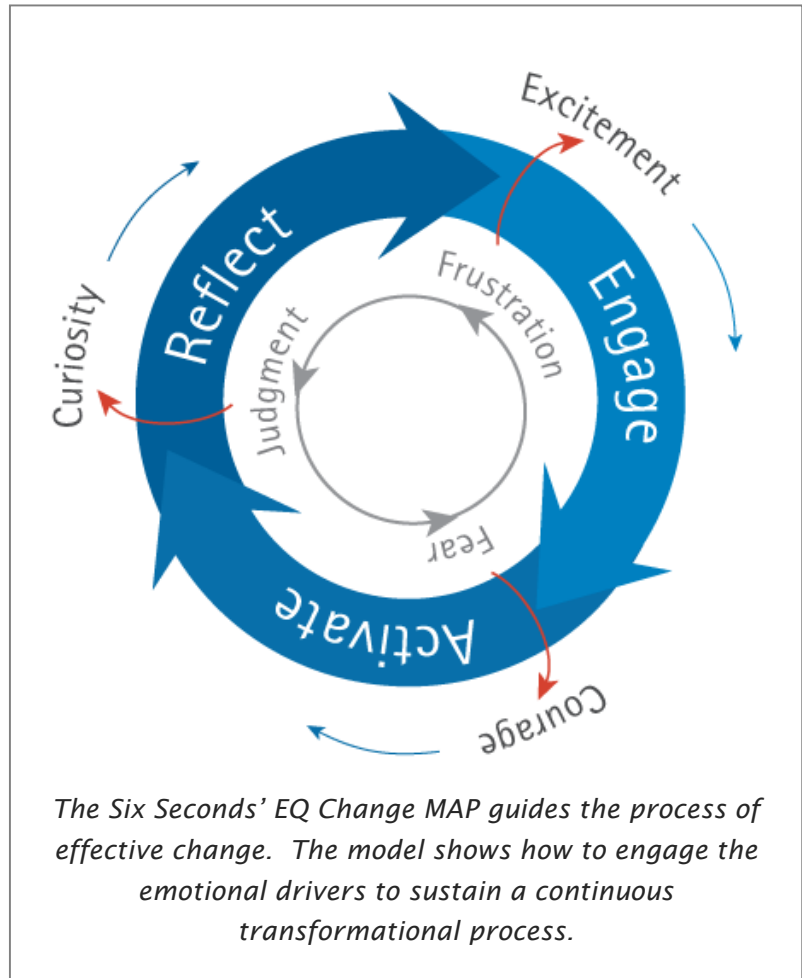 Excitement
Engage
Courage
Activate
Curiosity
Reflect
Frustration
Fear
Judgment
The Six Seconds’ EQ Change MAP guides the process of
effective change.  The model shows how to engage the
emotional drivers to sustain a continuous
transformational process.